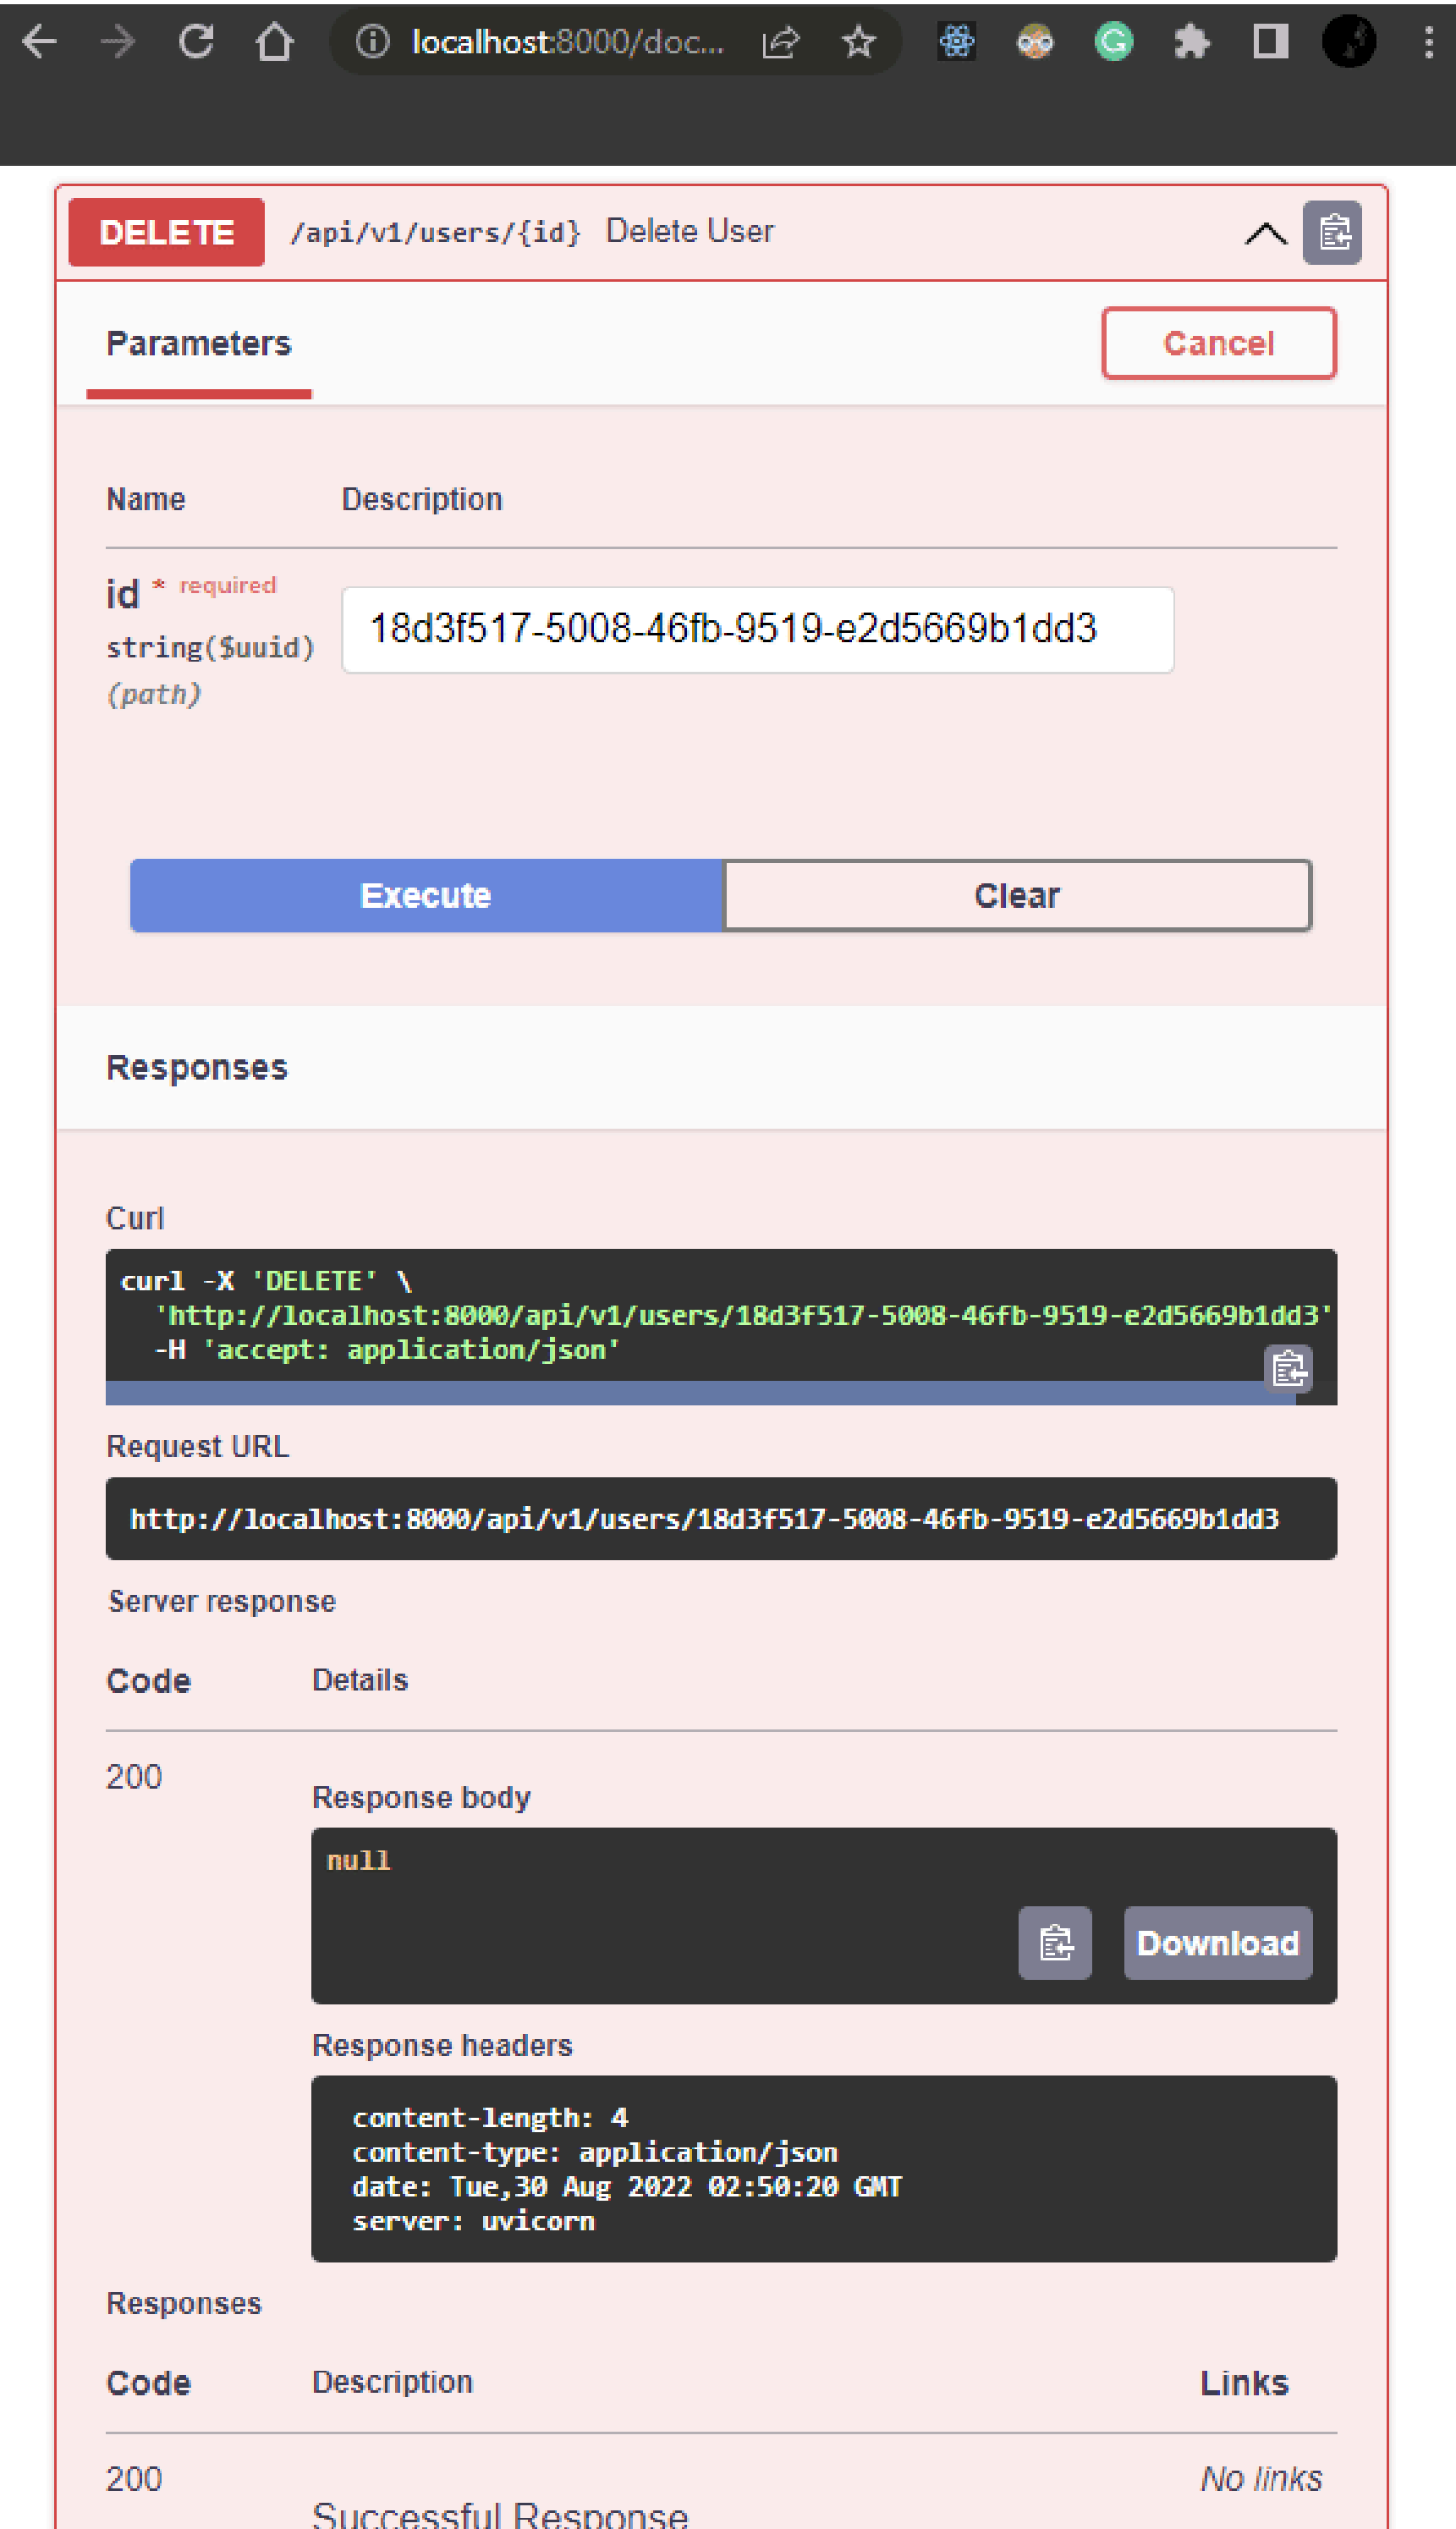 localhost:8000/doc...
DELETE /api/v1/users/{id} Delete User
Parameters Cancel
Name Description
id * required
string($uuid)
(path)
18d3f517-5008-46fb-9519-e2d5669b1dd3
Execute Clear
Responses
Curl
curl -X 'DELETE' \
'http://localhost:8000/api/v1/users/18d3f517-5008-46fb-9519-e2d5669b1dd3'
-H 'accept: application/json'
Request URL
http://localhost:8000/api/v1/users/18d3f517-5008-46fb-9519-e2d5669b1dd3
Server response
Code Details
200
Response body
null
Download
Response headers
content-length: 4
content-type: application/json
date: Tue,30 Aug 2022 02:50:20 GMT
server: uvicorn
Responses
Code Description Links
200 No links
Successful Response